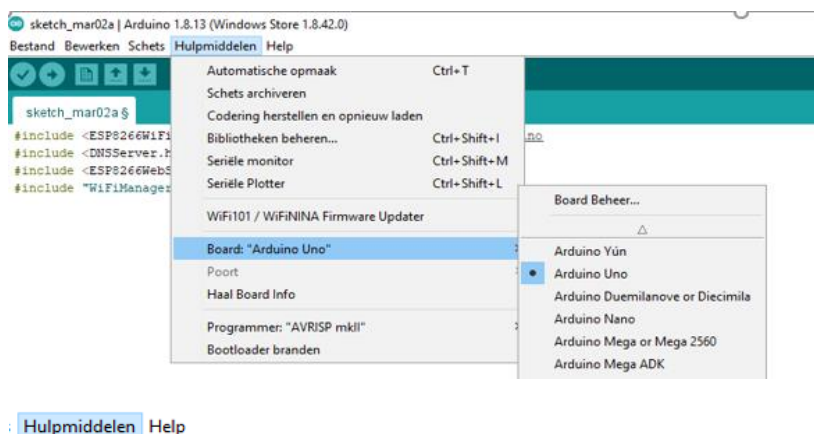 sketch_mar02a | Arduino 1.8.13 (Windows Store 1.8.42.0)
Bestand Bewerken Schets Hulpmiddelen Help
sketch_mar02a §
#include <ESP8266WiFi
#include <DNSServer.h
#include <ESP8266WebS
#include "WiFiManager
Automatische opmaak Ctrl+T
Schets archiveren
Codering herstellen en opnieuw laden
Bibliotheken beheren... Ctrl+Shift+I
Seriële monitor Ctrl+Shift+M
Seriële Plotter Ctrl+Shift+L
WiFi101 / WiFiNINA Firmware Updater
Board: "Arduino Uno"
Poort
Haal Board Info
Programmer: "AVRISP mkII"
Bootloader branden
no
Board Beheer...
Arduino Yún
Arduino Uno
Arduino Duemilanove or Diecimila
Arduino Nano
Arduino Mega or Mega 2560
Arduino Mega ADK
Hulpmiddelen Help